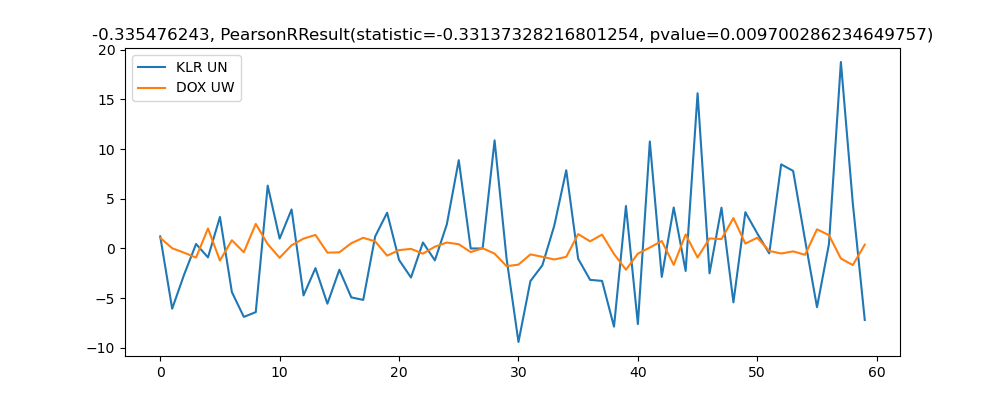 -0.335476243, PearsonRResult(statistic=-0.33137328216801254, pvalue=0.009700286234649757)
KLR UN
DOX UW
20
15
10
5
0
−5
−10
0 10 20 30 40 50 60